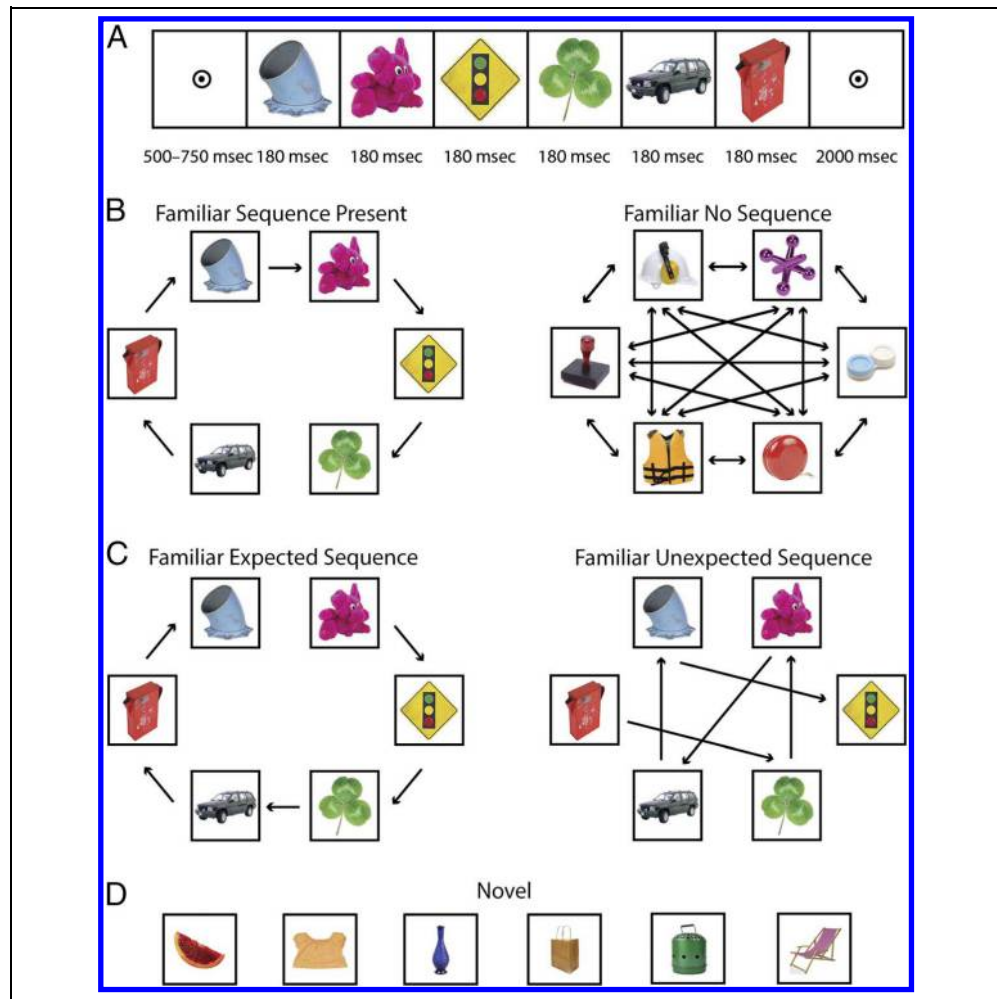 A
500–750 msec 180 msec 180 msec 180 msec 180 msec 180 msec 180 msec 2000 msec
B
Familiar Sequence Present
Familiar No Sequence
C
Familiar Expected Sequence
Familiar Unexpected Sequence
D
Novel